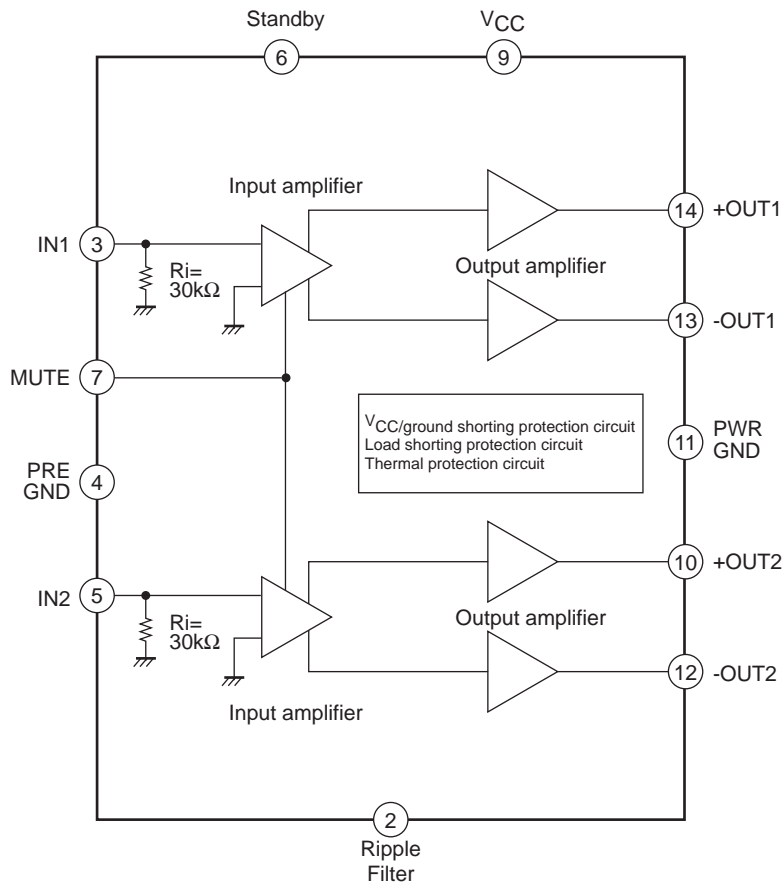 Standby
VCC
6
9
Input amplifier
14
+OUT1
IN1
3
Ri=
30kΩ
Output amplifier
13
-OUT1
MUTE
7
VCC/ground shorting protection circuit
Load shorting protection circuit
Thermal protection circuit
11
PWR
GND
PRE
GND
4
10
+OUT2
IN2
5
Ri=
30kΩ
Output amplifier
12
-OUT2
Input amplifier
2
Ripple
Filter